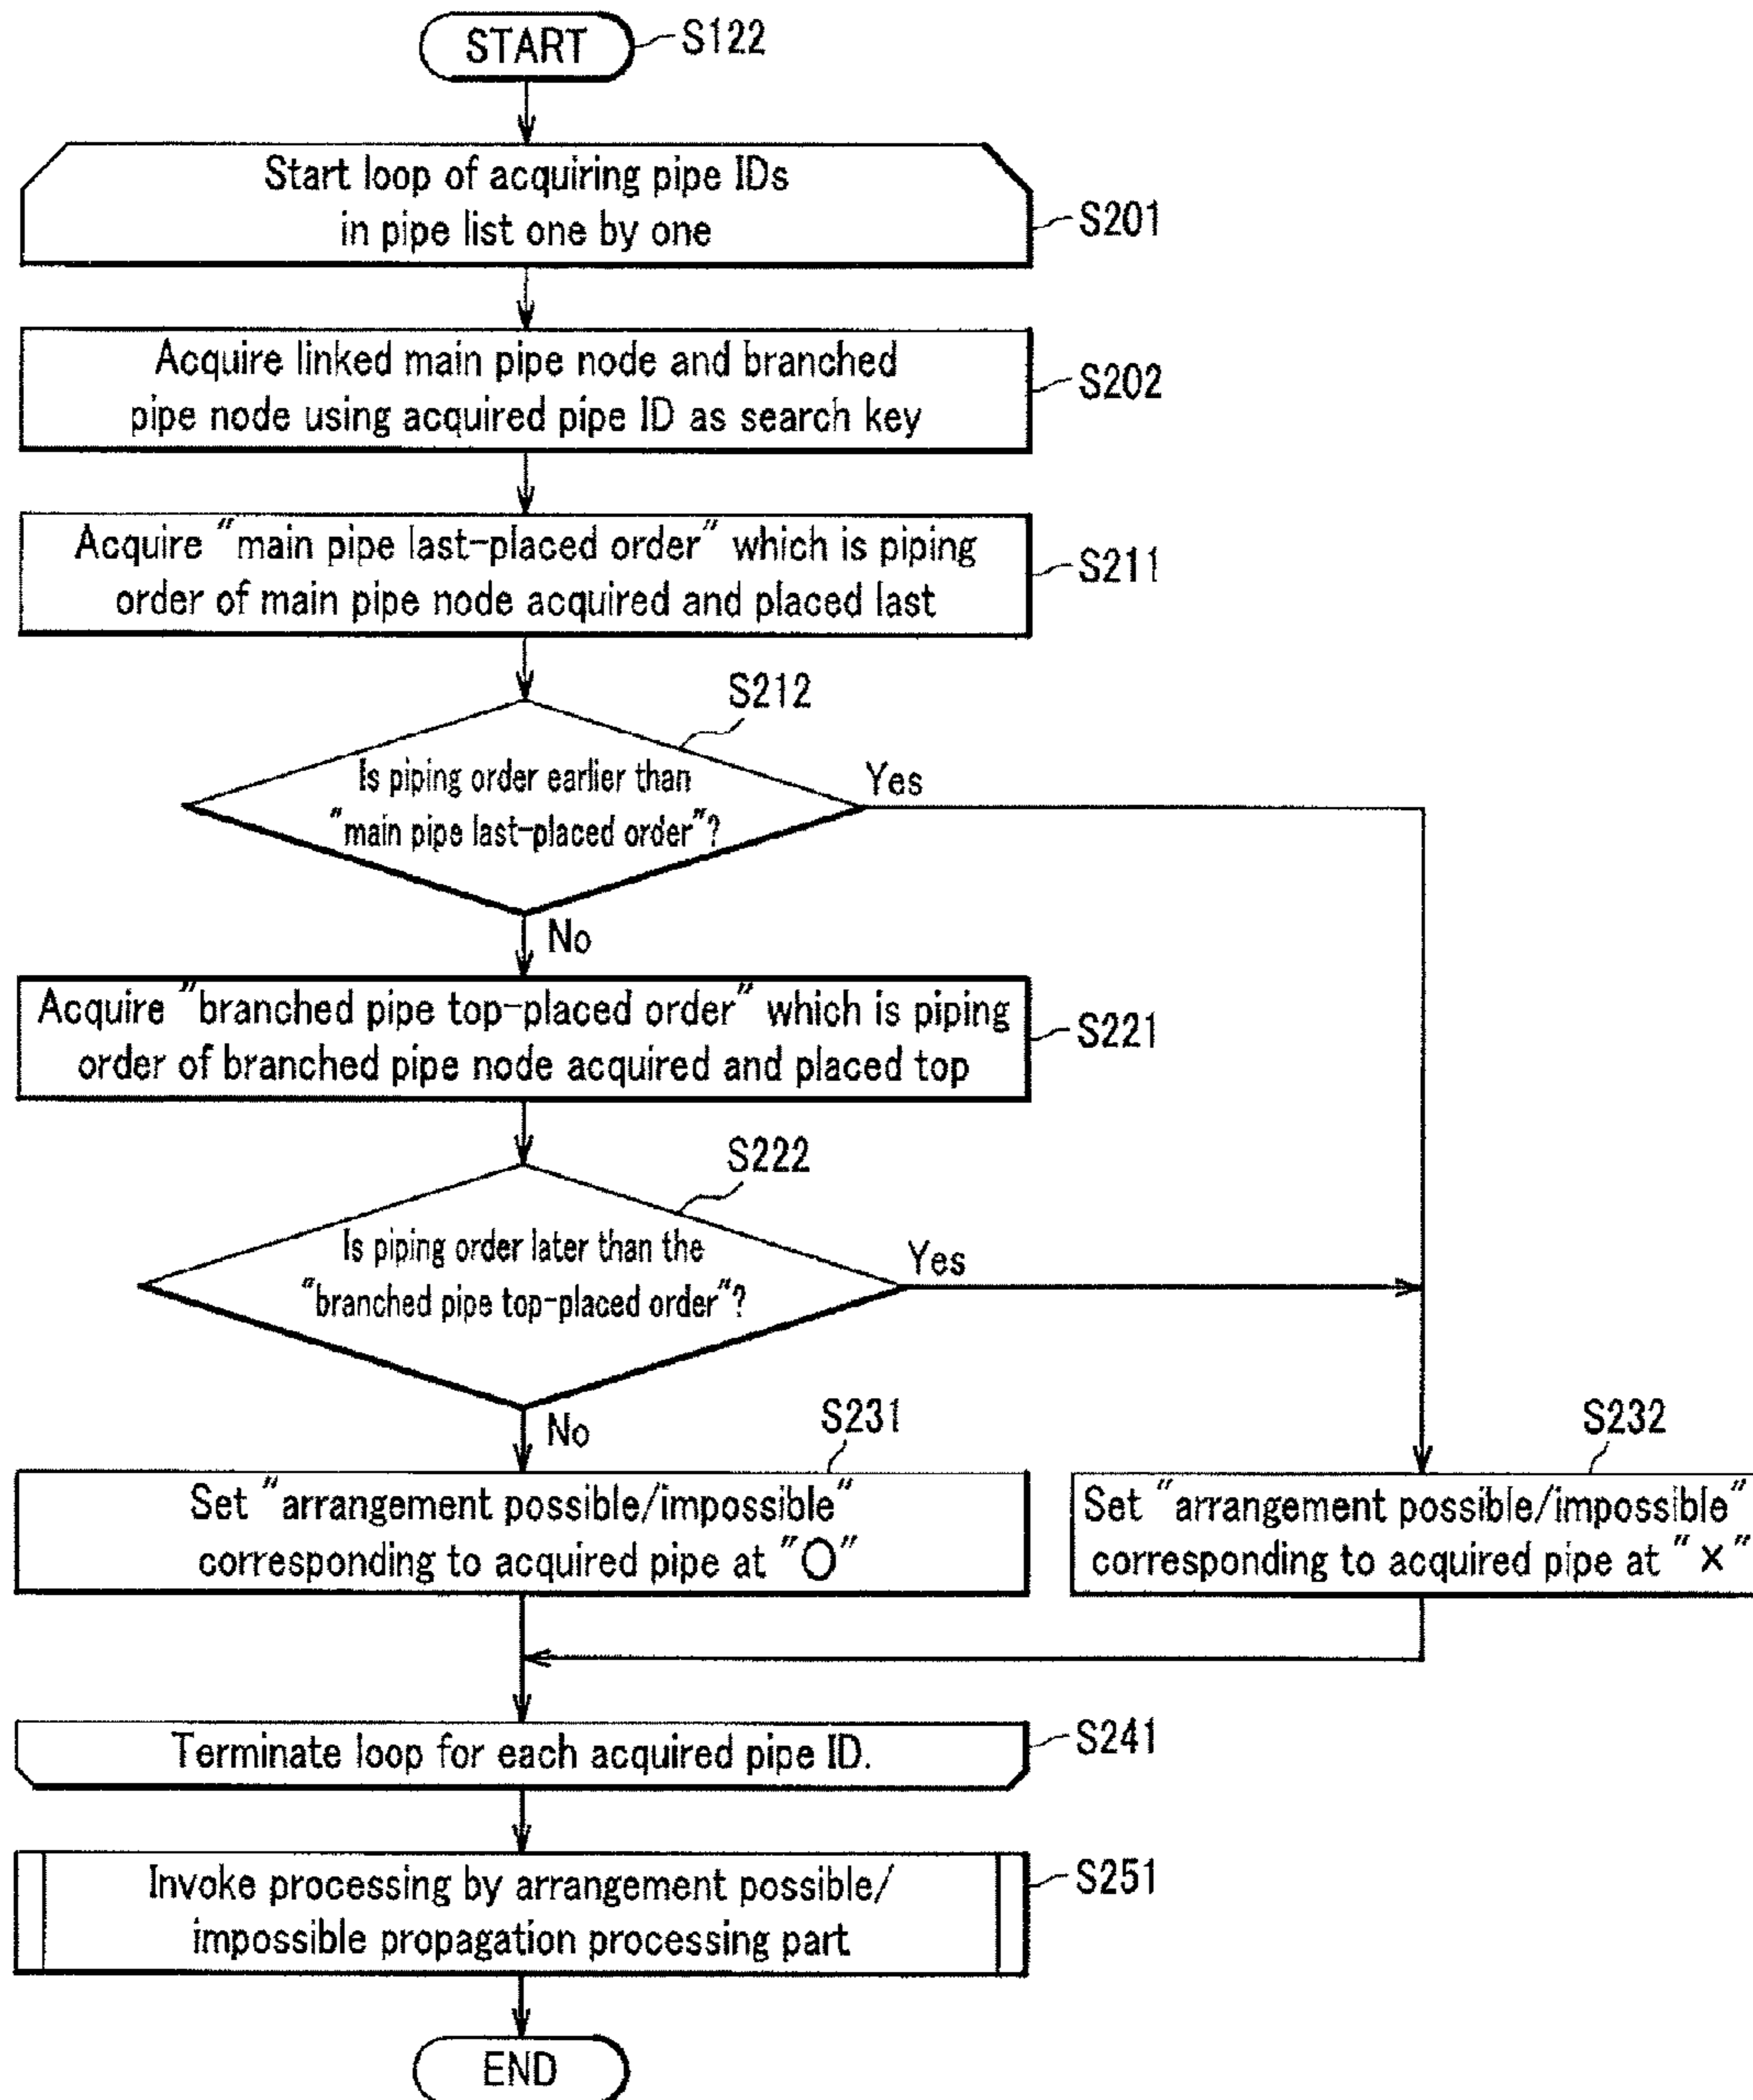 START
S122
Start loop of acquiring pipe IDs
in pipe list one by one
S201
Acquire linked main pipe node and branched
pipe node using acquired pipe ID as search key
S202
Acquire "main pipe last-placed order" which is piping
order of main pipe node acquired and placed last
S211
S212
Is piping order earlier than
"main pipe last-placed order"?
Yes
No
Acquire "branched pipe top-placed order" which is piping
order of branched pipe node acquired and placed top
S221
S222
Is piping order later than the
"branched pipe top-placed order"?
Yes
No
S231
Set "arrangement possible/impossible"
corresponding to acquired pipe at "○"
S232
Set "arrangement possible/impossible"
corresponding to acquired pipe at "×"
Terminate loop for each acquired pipe ID.
S241
Invoke processing by arrangement possible/
impossible propagation processing part
S251
END